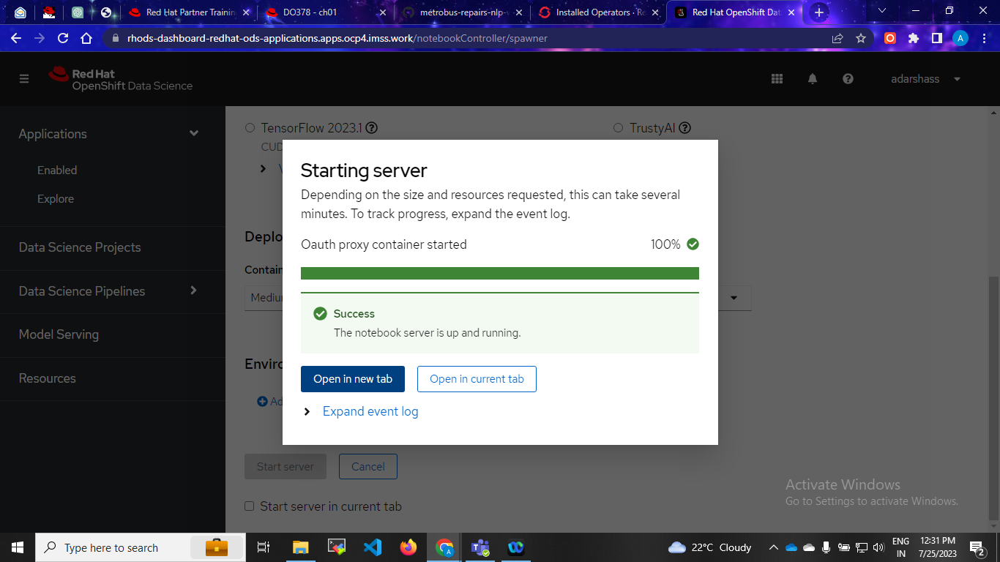 Red Hat Partner Training
DO378 - ch01
metrobus-repairs-nlp-w
Installed Operators · Re
Red Hat OpenShift Dat
rhods-dashboard-redhat-ods-applications.apps.ocp4.imss.work/notebookController/spawner
A
Red Hat
OpenShift Data Science
adarshass
Applications
Enabled
Explore
Data Science Projects
Data Science Pipelines
Model Serving
Resources
TensorFlow 2023.1
TrustyAI
CUD
Starting server
Depending on the size and resources requested, this can take several
minutes. To track progress, expand the event log.
Oauth proxy container started 100%
Success
The notebook server is up and running.
Open in new tab
Open in current tab
Expand event log
Deplo
Contain
Mediu
Enviro
Ad
Start server
Cancel
Start server in current tab
Activate Windows
Go to Settings to activate Windows.
Type here to search
22°C Cloudy
ENG
IN
12:31 PM
7/25/2023
2